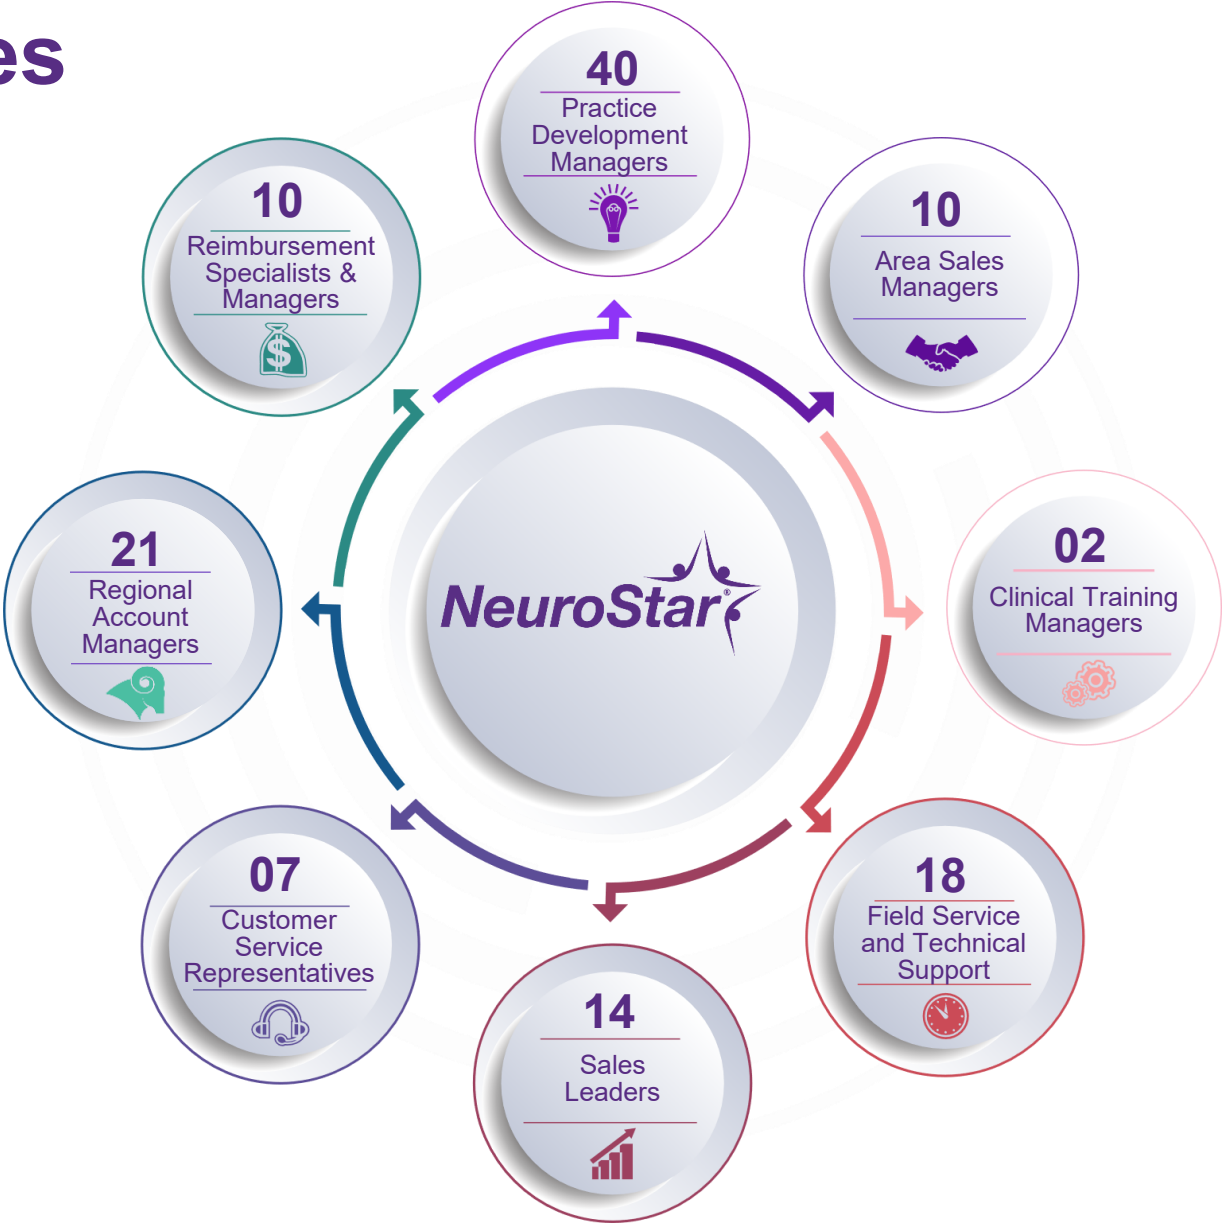 es
40
Practice
Development
Managers
10
Area Sales
Managers
02
Clinical Training
Managers
18
Field Service
and Technical
Support
14
Sales
Leaders
07
Customer
Service
Representatives
21
Regional
Account
Managers
10
Reimbursement
Specialists &
Managers
$
NeuroStar®